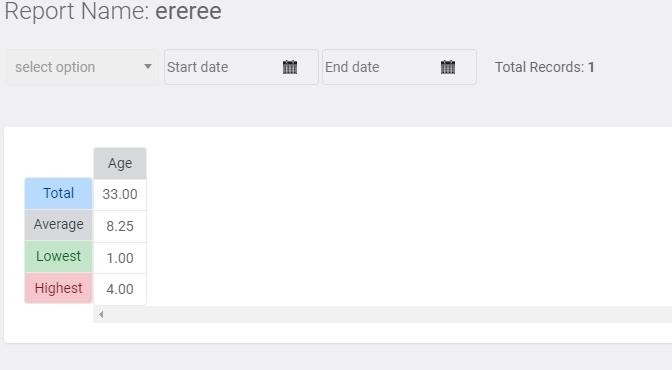 Report Name: ereree
select option
Start date
End date
Total Records: 1
Age
Total 33.00
Average 8.25
Lowest 1.00
Highest 4.00